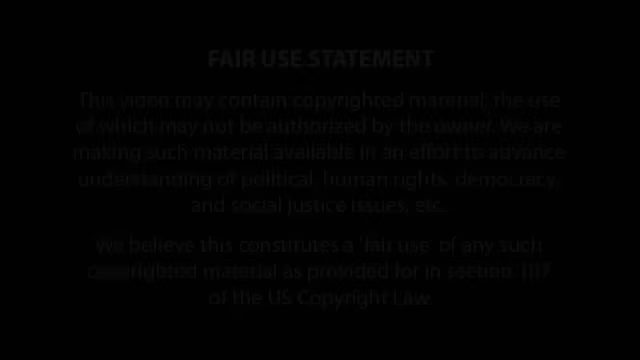 FAIR USE STATEMENT
This video may contain copyrighted material; the use
of which may not be authorized by the owner. We are
making such material available in an effort to advance
understanding of political, human rights, democracy,
and social justice issues, etc.
We believe this constitutes a 'fair use' of any such
copyrighted material as provided for in section 107
of the US Copyright Law.